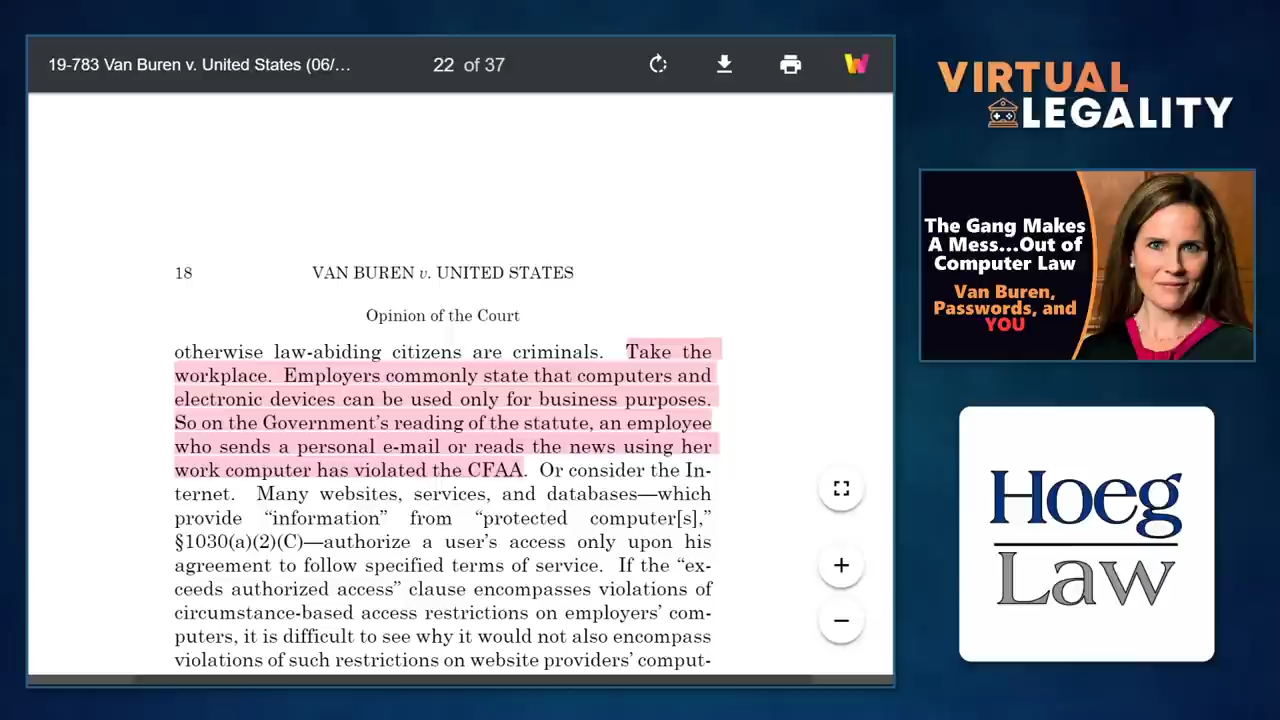 19-783 Van Buren v. United States (06/…
22 of 37
18 VAN BUREN v. UNITED STATES
Opinion of the Court
otherwise law-abiding citizens are criminals. Take the
workplace. Employers commonly state that computers and
electronic devices can be used only for business purposes.
So on the Government’s reading of the statute, an employee
who sends a personal e-mail or reads the news using her
work computer has violated the CFAA. Or consider the In-
ternet. Many websites, services, and databases—which
provide “information” from “protected computer[s],”
§1030(a)(2)(C)—authorize a user’s access only upon his
agreement to follow specified terms of service. If the “ex-
ceeds authorized access” clause encompasses violations of
circumstance-based access restrictions on employers’ com-
puters, it is difficult to see why it would not also encompass
violations of such restrictions on website providers’ comput-
VIRTUAL
LEGALITY
The Gang Makes
A Mess...Out of
Computer Law
Van Buren,
Passwords, and
YOU
Hoeg
Law